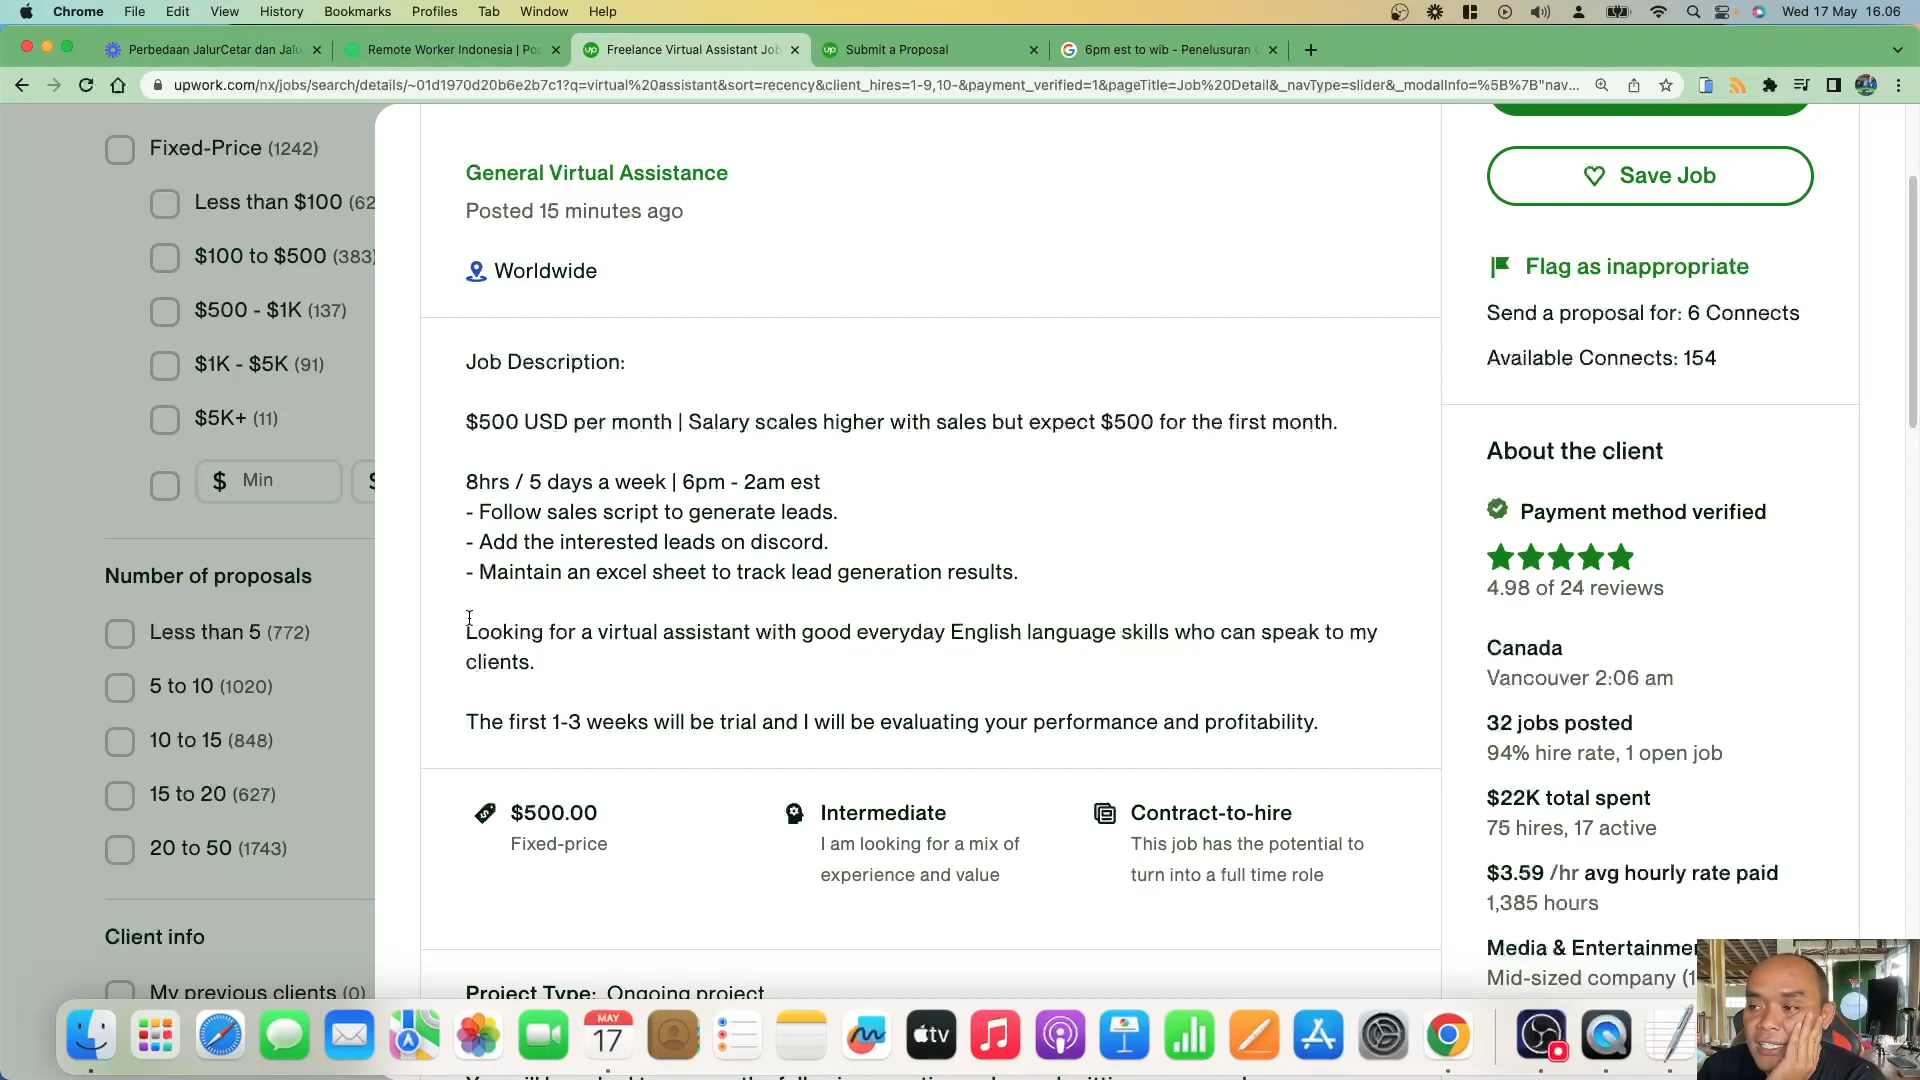 Chrome File Edit View History Bookmarks Profiles Tab Window Help Wed 17 May 16.06
Perbedaan JalurCetar dan Jalu
Remote Worker Indonesia | Poc
Freelance Virtual Assistant Job
Submit a Proposal
6pm est to wib - Penelusuran
upwork.com/nx/jobs/search/details/~01d1970d20b6e2b7c1?q=virtual%20assistant&sort=recency&client_hires=1-9,10-&payment_verified=1&pageTitle=Job%20Detail&_navType=slider&_modalInfo=%5B%7B"nav...
Fixed-Price (1242)
Less than $100 (62
$100 to $500 (383)
$500 - $1K (137)
$1K - $5K (91)
$5K+ (11)
$ Min
Number of proposals
Less than 5 (772)
5 to 10 (1020)
10 to 15 (848)
15 to 20 (627)
20 to 50 (1743)
Client info
My previous clients (0)
General Virtual Assistance
Posted 15 minutes ago
Worldwide
Job Description:
$500 USD per month | Salary scales higher with sales but expect $500 for the first month.
8hrs / 5 days a week | 6pm - 2am est
- Follow sales script to generate leads.
- Add the interested leads on discord.
- Maintain an excel sheet to track lead generation results.
Looking for a virtual assistant with good everyday English language skills who can speak to my
clients.
The first 1-3 weeks will be trial and I will be evaluating your performance and profitability.
$500.00
Fixed-price
Intermediate
I am looking for a mix of
experience and value
Contract-to-hire
This job has the potential to
turn into a full time role
Project Type: Ongoing project
Save Job
Flag as inappropriate
Send a proposal for: 6 Connects
Available Connects: 154
About the client
Payment method verified
4.98 of 24 reviews
Canada
Vancouver 2:06 am
32 jobs posted
94% hire rate, 1 open job
$22K total spent
75 hires, 17 active
$3.59 /hr avg hourly rate paid
1,385 hours
Media & Entertainmen
Mid-sized company (1
MAY
17
tv